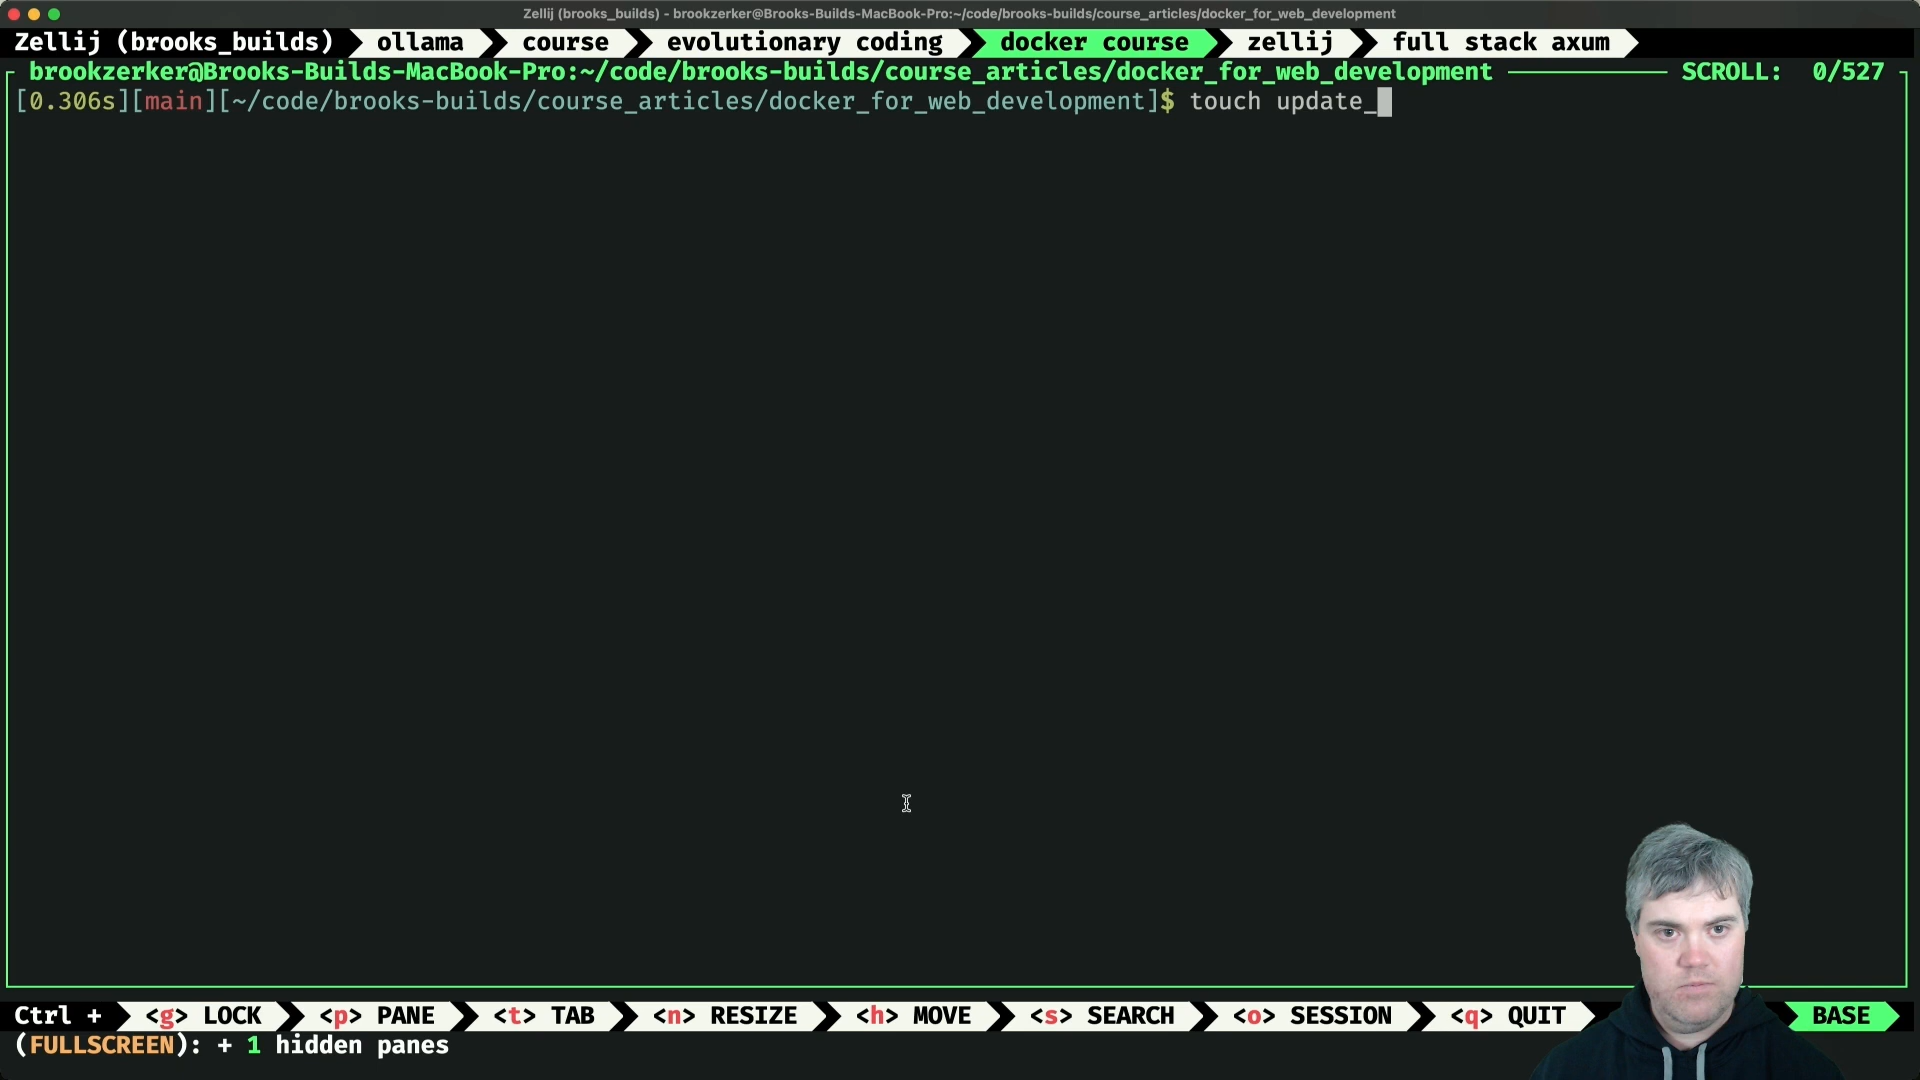 Zellij (brooks_builds) - brookzerker@Brooks-Builds-MacBook-Pro:~/code/brooks-builds/course_articles/docker_for_web_development
Zellij (brooks_builds) ollama course evolutionary coding docker course zellij full stack axum
brookzerker@Brooks-Builds-MacBook-Pro:~/code/brooks-builds/course_articles/docker_for_web_development SCROLL: 0/527
[0.306s][main][~/code/brooks-builds/course_articles/docker_for_web_development]$ touch update_
Ctrl + <g> LOCK <p> PANE <t> TAB <n> RESIZE <h> MOVE <s> SEARCH <o> SESSION <q> QUIT BASE
(FULLSCREEN): + 1 hidden panes